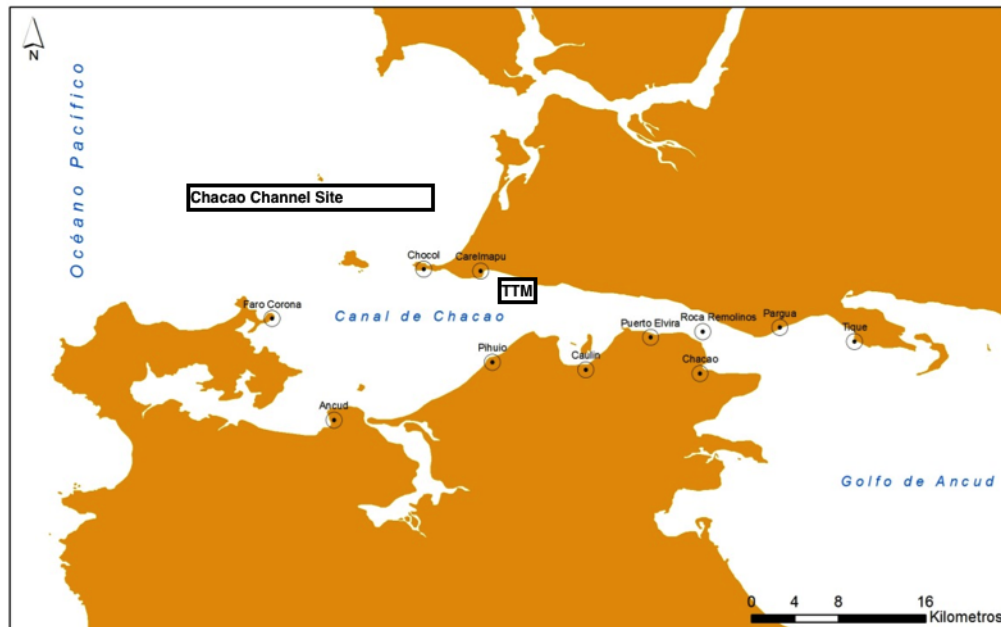 N
Océano Pacífico
Chacao Channel Site
Chocol
Carelmapu
TTM
Faro Corona
Canal de Chacao
Puerto Elvira
Roca Remolinos
Pargua
Tique
Pihuio
Caulin
Chacao
Ancud
Golfo de Ancud
0 4 8 16
Kilometros